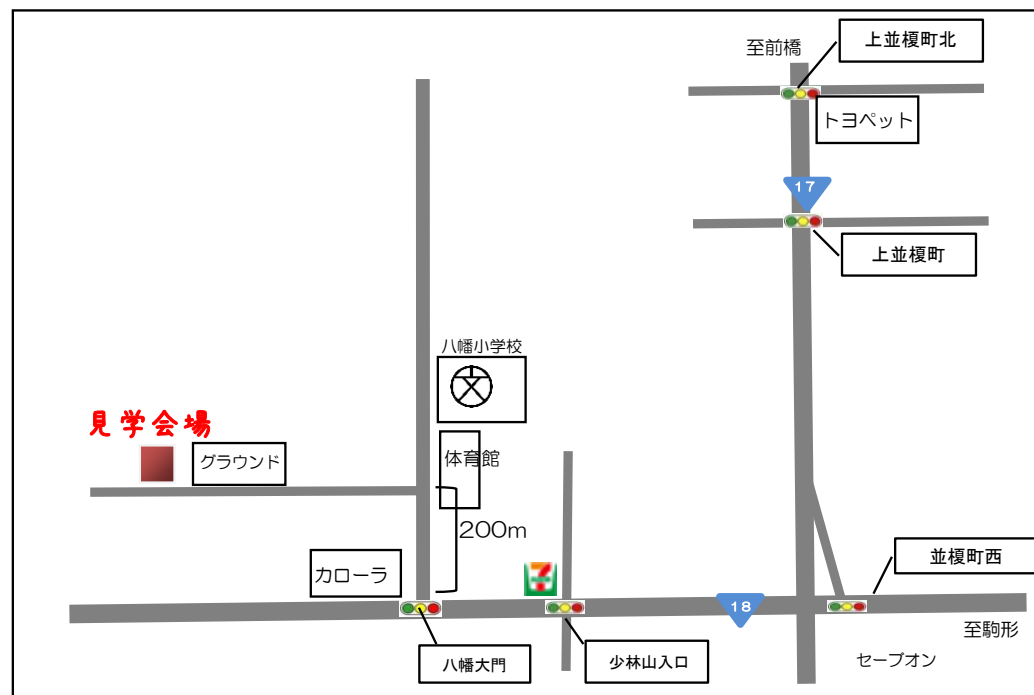 上並榎町北
至前橋
トヨペット
17
上並榎町
八幡小学校
見学会場
グラウンド
体育館
200m
カローラ
並榎町西
7
18
至駒形
八幡大門
少林山入口
セーブオン